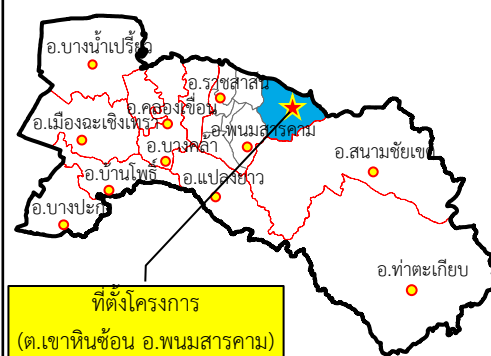 อ.บางน้ำเปรี้ยว
อ.ราชสาส์น
อ.คลองเขื่อน
อ.เมืองฉะเชิงเทรา
อ.พนมสารคาม
อ.บางคล้า
อ.สนามชัยเขต
อ.บ้านโพธิ์
อ.แปลงยาว
อ.บางปะกง
อ.ท่าตะเกียบ
ที่ตั้งโครงการ
(ต.เขาหินซ้อน อ.พนมสารคาม)